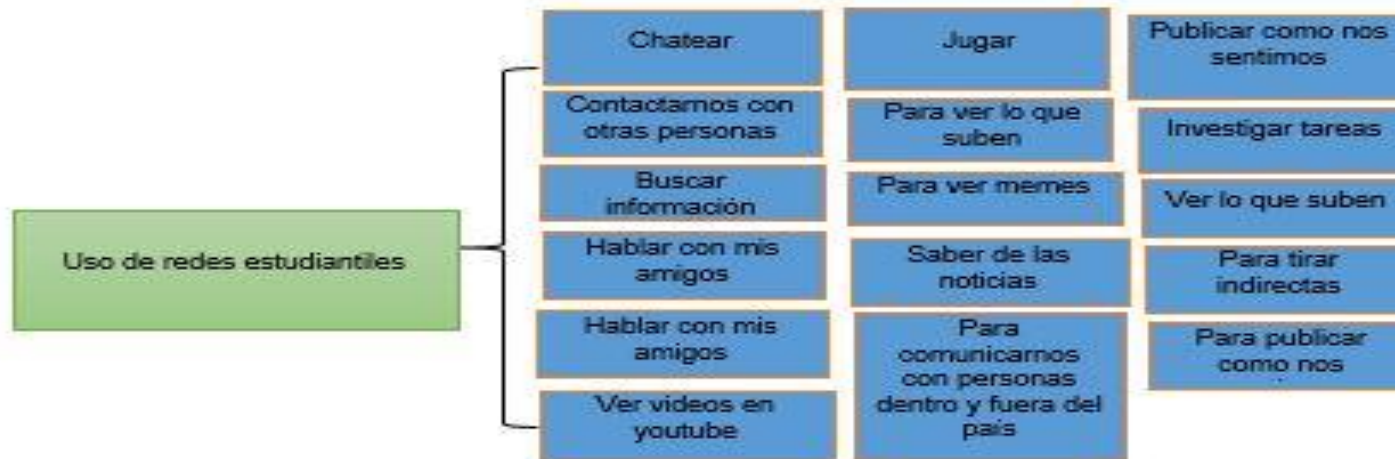 Uso de redes estudiantiles
Chatear
Contactarnos con
otras personas
Buscar
información
Hablar con mis
amigos
Hablar con mis
amigos
Ver videos en
youtube
Jugar
Para ver lo que
suben
Para ver memes
Saber de las
noticias
Para
comunicarnos
con personas
dentro y fuera del
país
Publicar como nos
sentimos
Investigar tareas
Ver lo que suben
Para tirar
indirectas
Para publicar
como nos